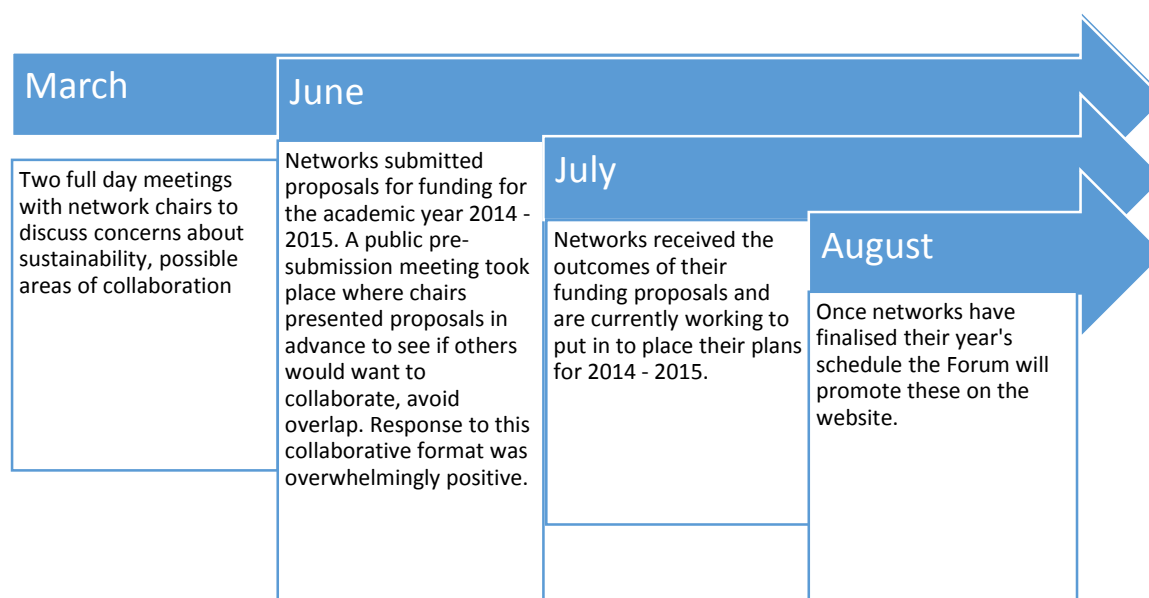 March
Two full day meetings
with network chairs to
discuss concerns about
sustainability, possible
areas of collaboration
June
Networks submitted
proposals for funding for
the academic year 2014 -
2015. A public pre-
submission meeting took
place where chairs
presented proposals in
advance to see if others
would want to
collaborate, avoid
overlap. Response to this
collaborative format was
overwhelmingly positive.
July
Networks received the
outcomes of their
funding proposals and
are currently working to
put in to place their plans
for 2014 - 2015.
August
Once networks have
finalised their year's
schedule the Forum will
promote these on the
website.